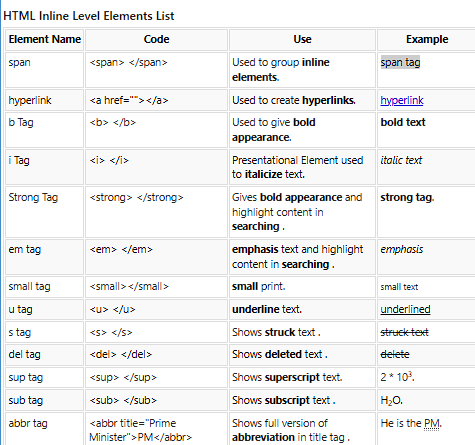 HTML Inline Level Elements List
Element Name Code Use Example
span <span> </span> Used to group inline span tag
elements.
hyperlink <a href=""></a> Used to create hyperlinks. hyperlink
b Tag <b> </b> Used to give bold bold text
appearance.
i Tag <i> </i> Presentational Element used italic text
to italicize text.
Strong Tag <strong> </strong> Gives bold appearance and strong tag.
highlight content in
searching .
em tag <em> </em> emphasis text and highlight emphasis
content in searching .
small tag <small></small> small print. small text
u tag <u> </u> underline text. underlined
s tag <s> </s> Shows struck text . struck text
del tag <del> </del> Shows deleted text . delete
sup tag <sup> </sup> Shows superscript text. 2 * 10³.
sub tag <sub> </sub> Shows subscript text . H₂O.
abbr tag <abbr title="Prime Shows full version of He is the PM.
Minister">PM</abbr> abbreviation in title tag .